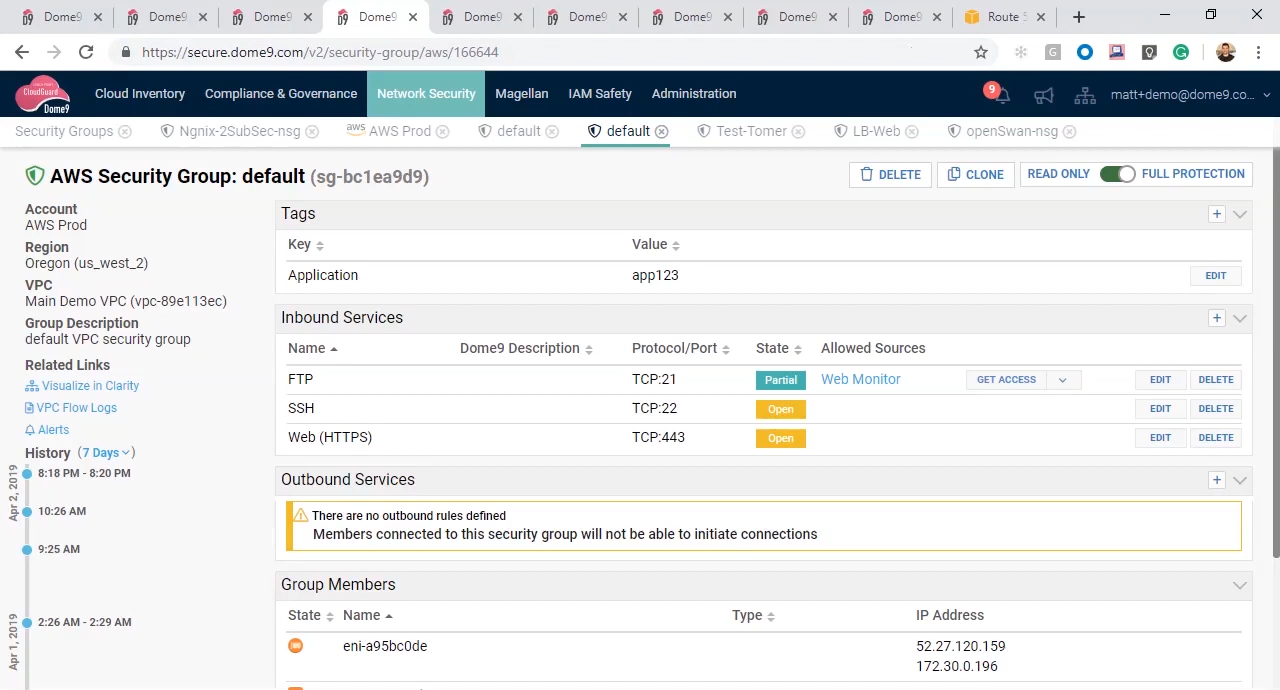 Dome9 Dome9 Dome9 Dome9 Dome9 Dome9 Dome9 Dome9 Dome9 Route 5
https://secure.dome9.com/v2/security-group/aws/166644
CloudGuard Dome9 Cloud Inventory Compliance & Governance Network Security Magellan IAM Safety Administration 9 matt+demo@dome9.co...
Security Groups Ngnix-2SubSec-nsg aws AWS Prod default default Test-Tomer LB-Web openSwan-nsg
AWS Security Group: default (sg-bc1ea9d9) DELETE CLONE READ ONLY FULL PROTECTION
Account
AWS Prod
Region
Oregon (us_west_2)
VPC
Main Demo VPC (vpc-89e113ec)
Group Description
default VPC security group
Related Links
Visualize in Clarity
VPC Flow Logs
Alerts
History (7 Days)
Apr 2, 2019
8:18 PM - 8:20 PM
10:26 AM
9:25 AM
Apr 1, 2019
2:26 AM - 2:29 AM
Tags
Key Value
Application app123 EDIT
Inbound Services
Name Dome9 Description Protocol/Port State Allowed Sources
FTP TCP:21 Partial Web Monitor GET ACCESS EDIT DELETE
SSH TCP:22 Open EDIT DELETE
Web (HTTPS) TCP:443 Open EDIT DELETE
Outbound Services
There are no outbound rules defined
Members connected to this security group will not be able to initiate connections
Group Members
State Name Type IP Address
eni-a95bc0de 52.27.120.159
172.30.0.196